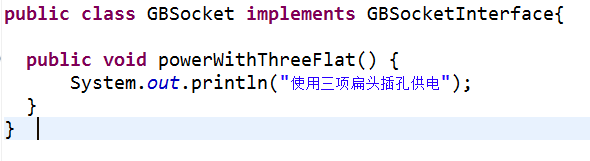 public class GBSocket implements GBSocketInterface{
public void powerWithThreeFlat() {
System.out.println("使用三项扁头插孔供电");
}
}